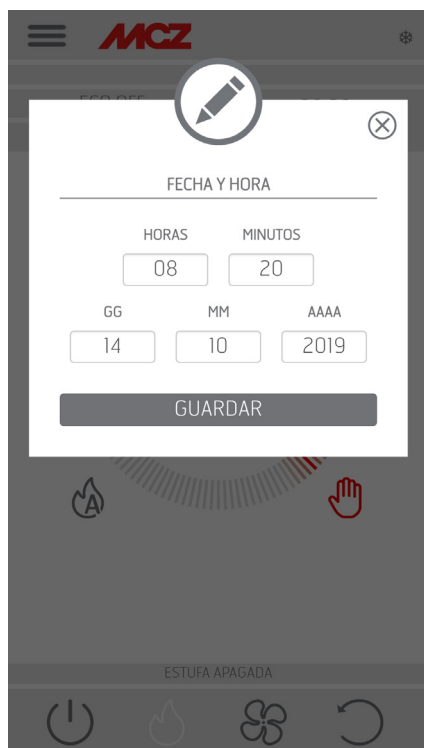 MCZ
FECHA Y HORA
HORAS MINUTOS
08 20
GG MM AAAA
14 10 2019
GUARDAR
A
ESTUFA APAGADA